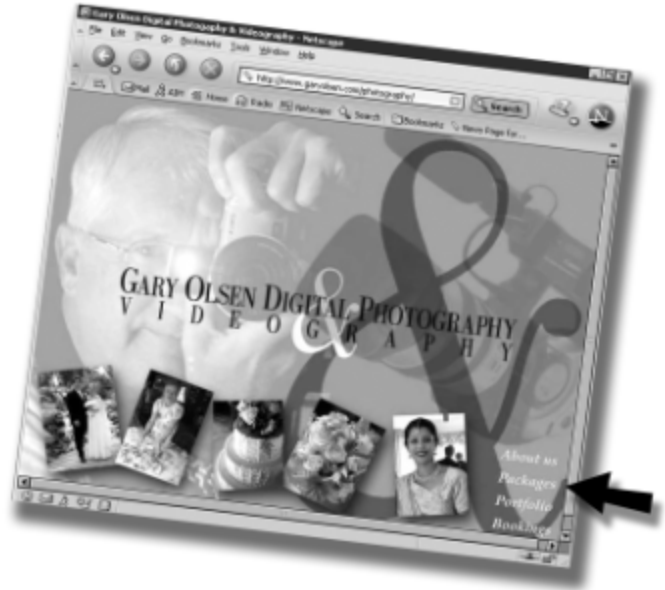 Gary Olsen Digital Photogaphy & Videography - Netscape
File Edit View Go Bookmarks Tools Window Help
http://www.garyolsen.com/photography/ Search
Mail Home Radio Netscape Search Bookmarks
GARY OLSEN DIGITAL PHOTOGRAPHY
&
VIDEOGRAPHY
About us
Packages
Portfolio
Bookings